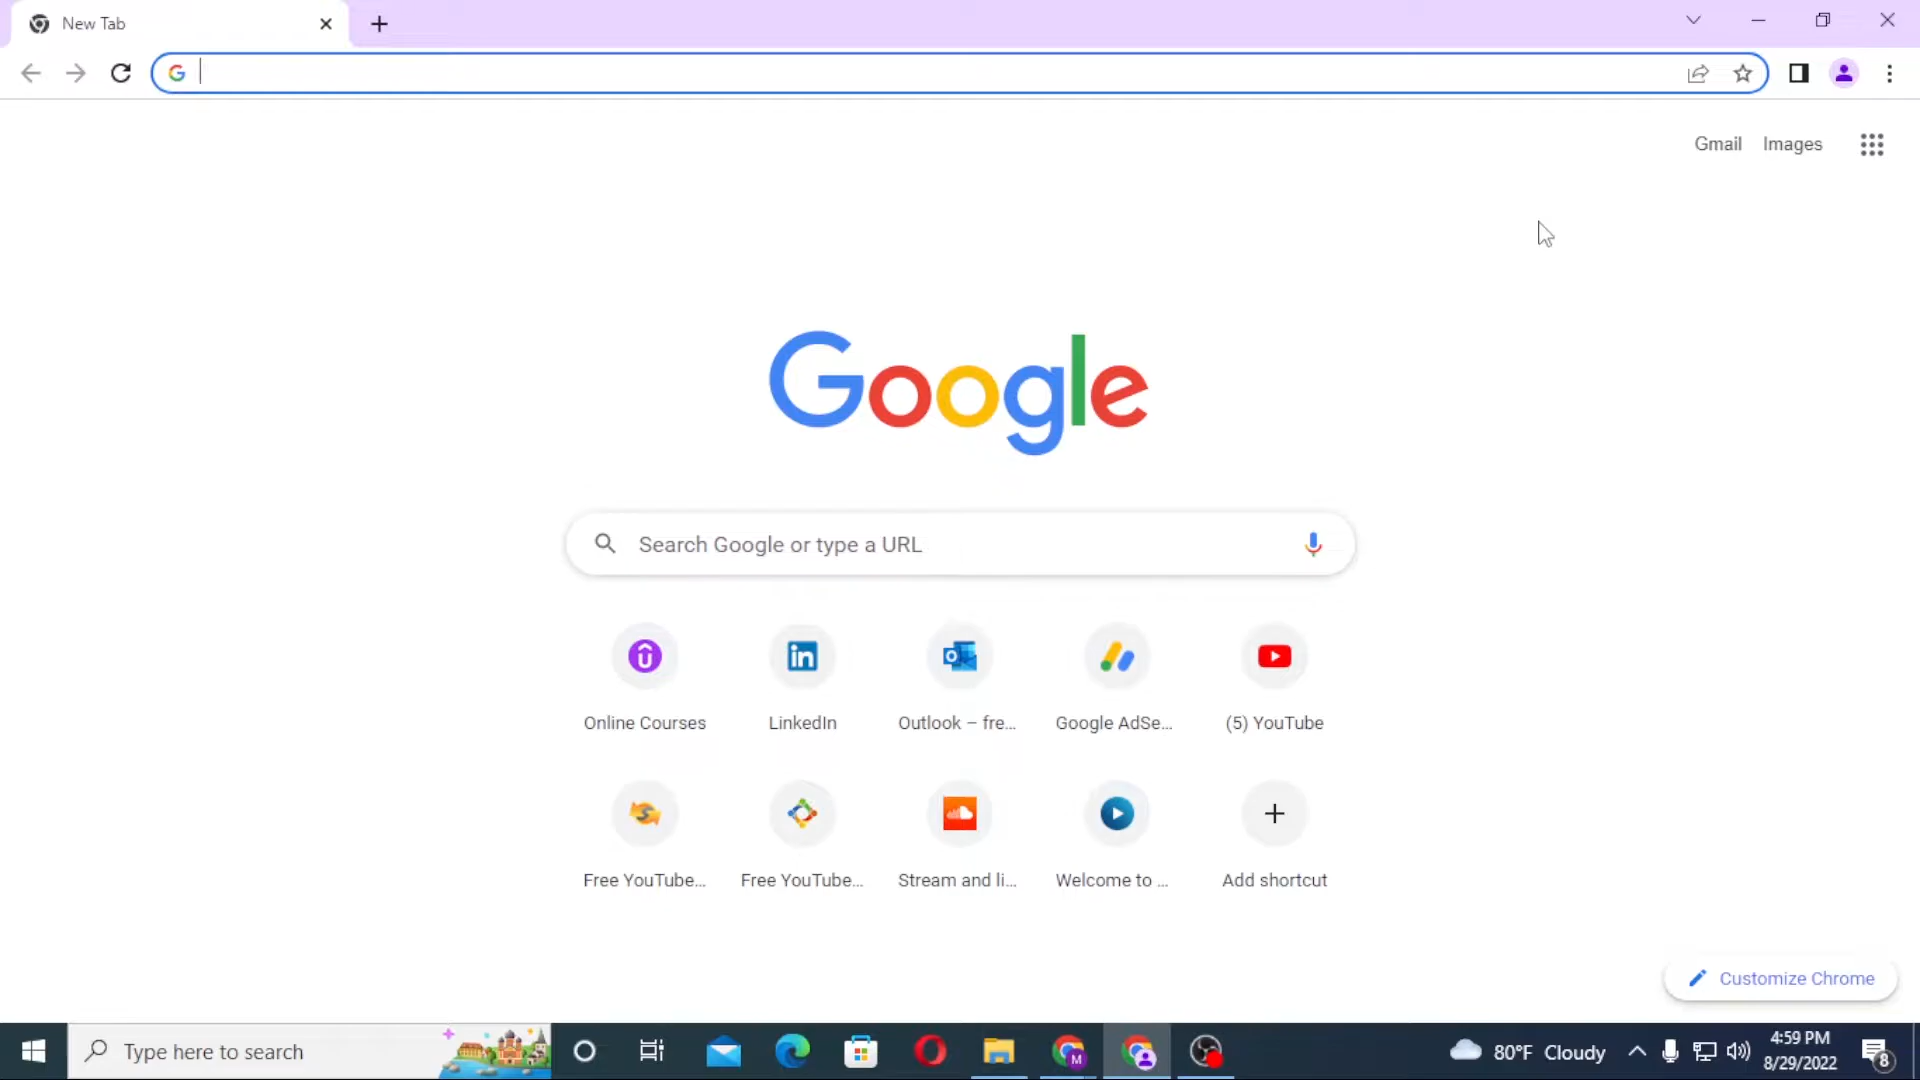 New Tab
Gmail Images
Google
Search Google or type a URL
Online Courses
LinkedIn
Outlook – fre...
Google AdSe...
(5) YouTube
Free YouTube...
Free YouTube...
Stream and li...
Welcome to ...
Add shortcut
Customize Chrome
Type here to search
M
80°F Cloudy
4:59 PM
8/29/2022
8